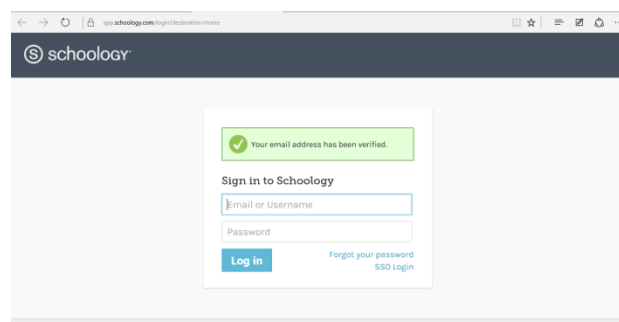 app.schoology.com/login?destination=home
S schoology
Your email address has been verified.
Sign in to Schoology
Email or Username
Password
Log in
Forgot your password
SSO Login